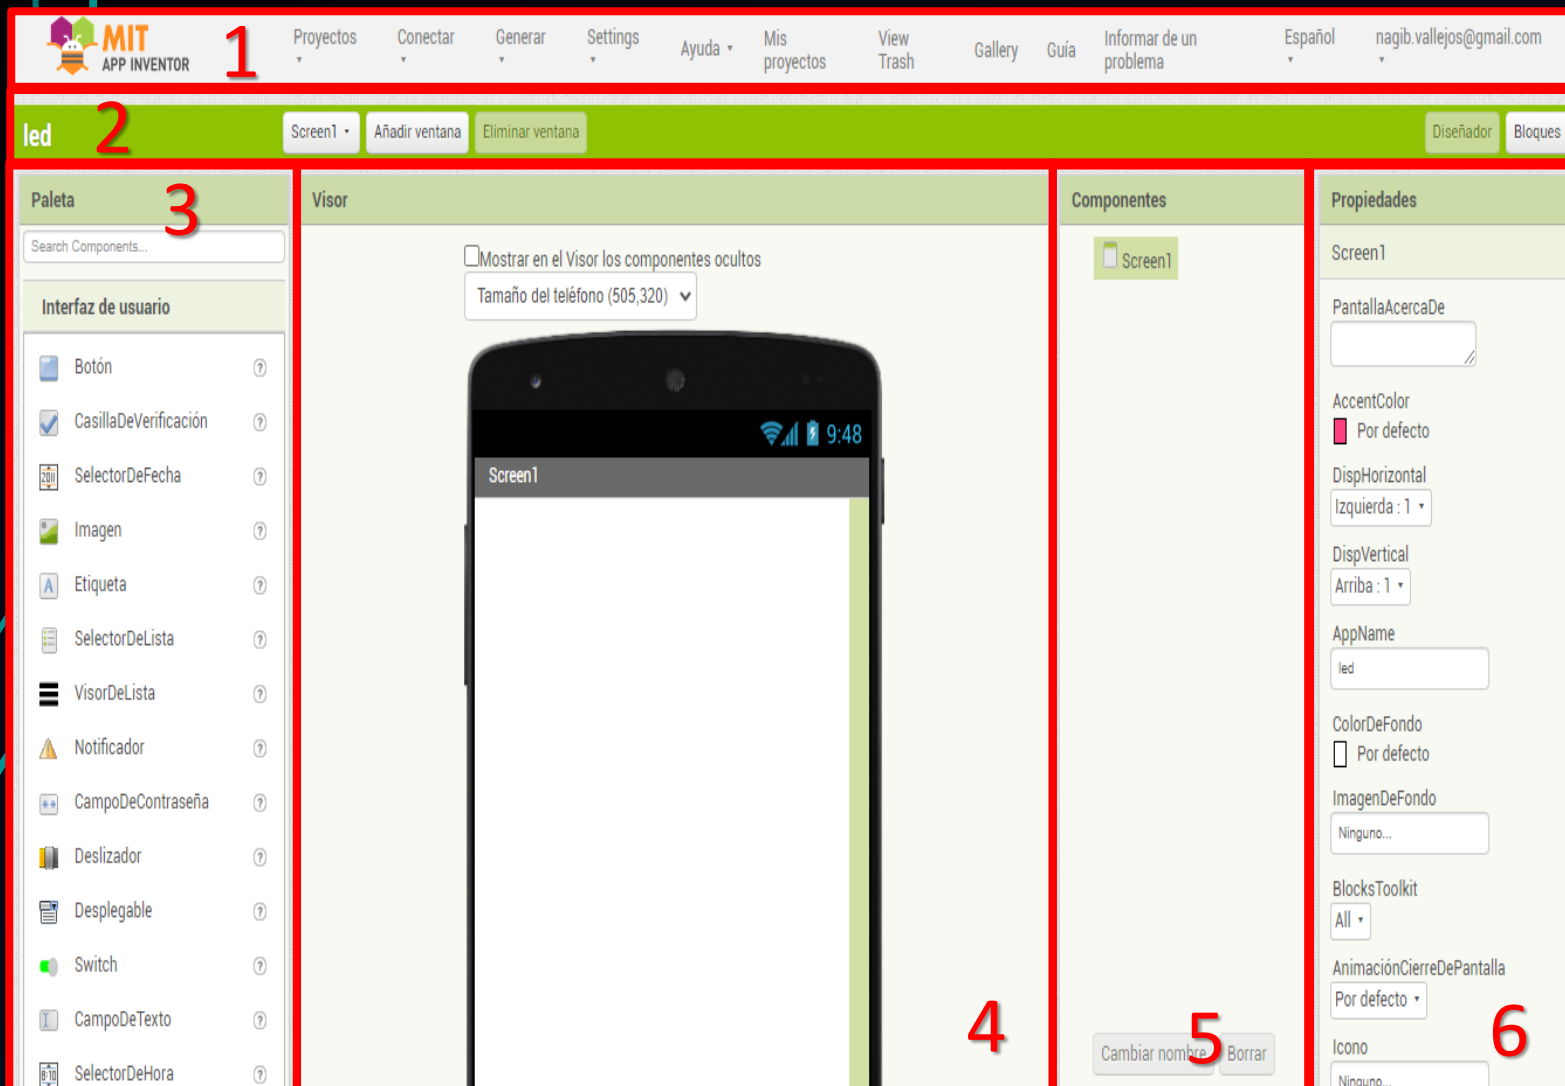 MIT
APP INVENTOR
1
Proyectos
Conectar
Generar
Settings
Ayuda
Mis proyectos
View Trash
Gallery
Guía
Informar de un problema
Español
nagib.vallejos@gmail.com
led
2
Screen1
Añadir ventana
Eliminar ventana
Diseñador
Bloques
Paleta
3
Search Components...
Interfaz de usuario
Botón
CasillaDeVerificación
SelectorDeFecha
Imagen
Etiqueta
SelectorDeLista
VisorDeLista
Notificador
CampoDeContraseña
Deslizador
Desplegable
Switch
CampoDeTexto
SelectorDeHora
Visor
Mostrar en el Visor los componentes ocultos
Tamaño del teléfono (505,320)
9:48
Screen1
4
Componentes
Screen1
Cambiar nombre
5
Borrar
Propiedades
Screen1
PantallaAcercaDe
AccentColor
Por defecto
DispHorizontal
Izquierda : 1
DispVertical
Arriba : 1
AppName
led
ColorDeFondo
Por defecto
ImagenDeFondo
Ninguno...
BlocksToolkit
All
AnimaciónCierreDePantalla
Por defecto
6
Icono
Ninguno...